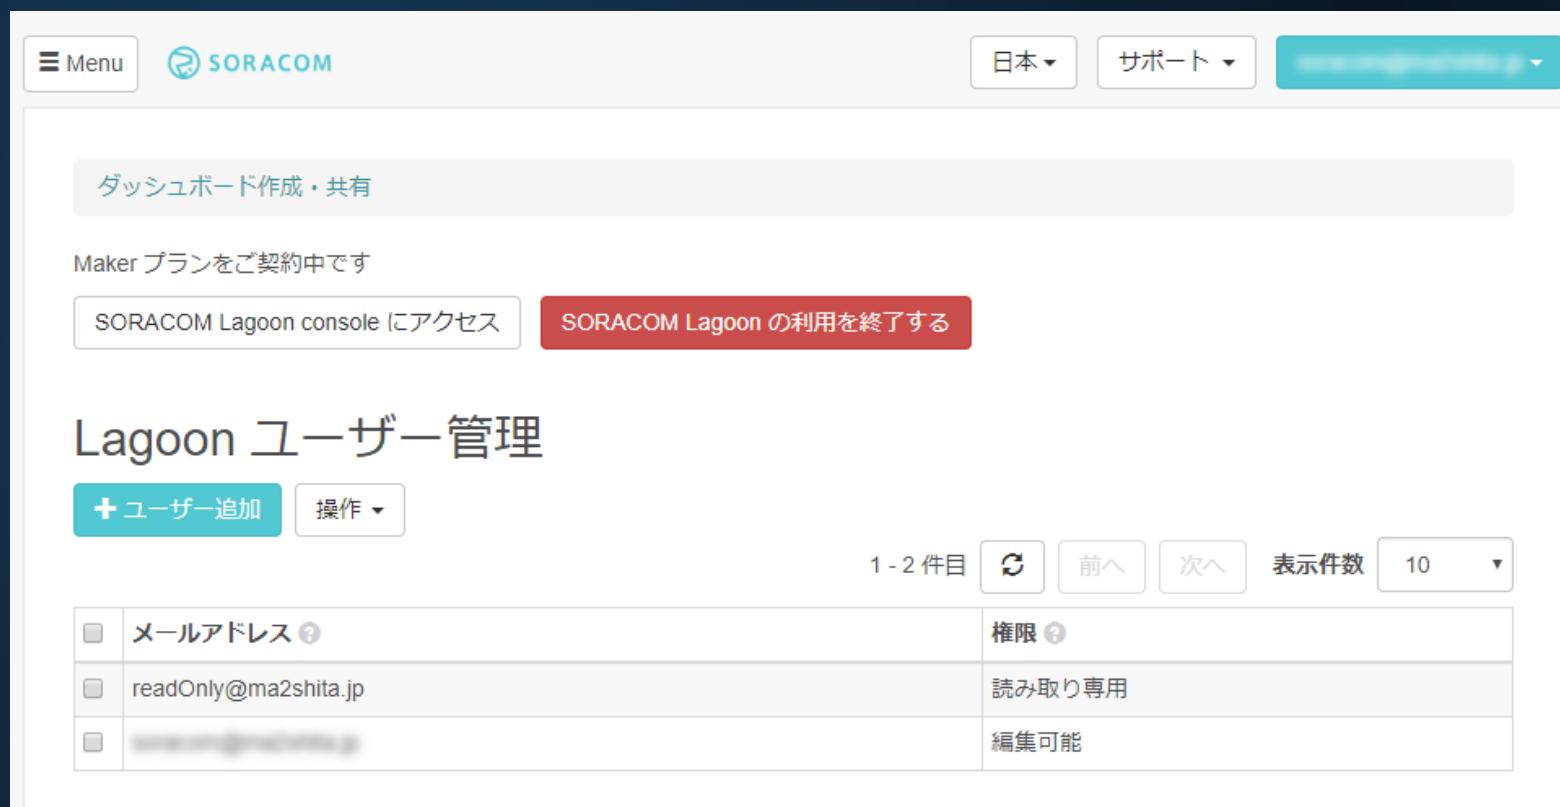 Menu SORACOM 日本 サポート
ダッシュボード作成・共有
Maker プランをご契約中です
SORACOM Lagoon console にアクセス SORACOM Lagoon の利用を終了する
Lagoon ユーザー管理
ユーザー追加 操作
1 - 2 件目 前へ 次へ 表示件数 10
メールアドレス 権限
readOnly@ma2shita.jp 読み取り専用
編集可能